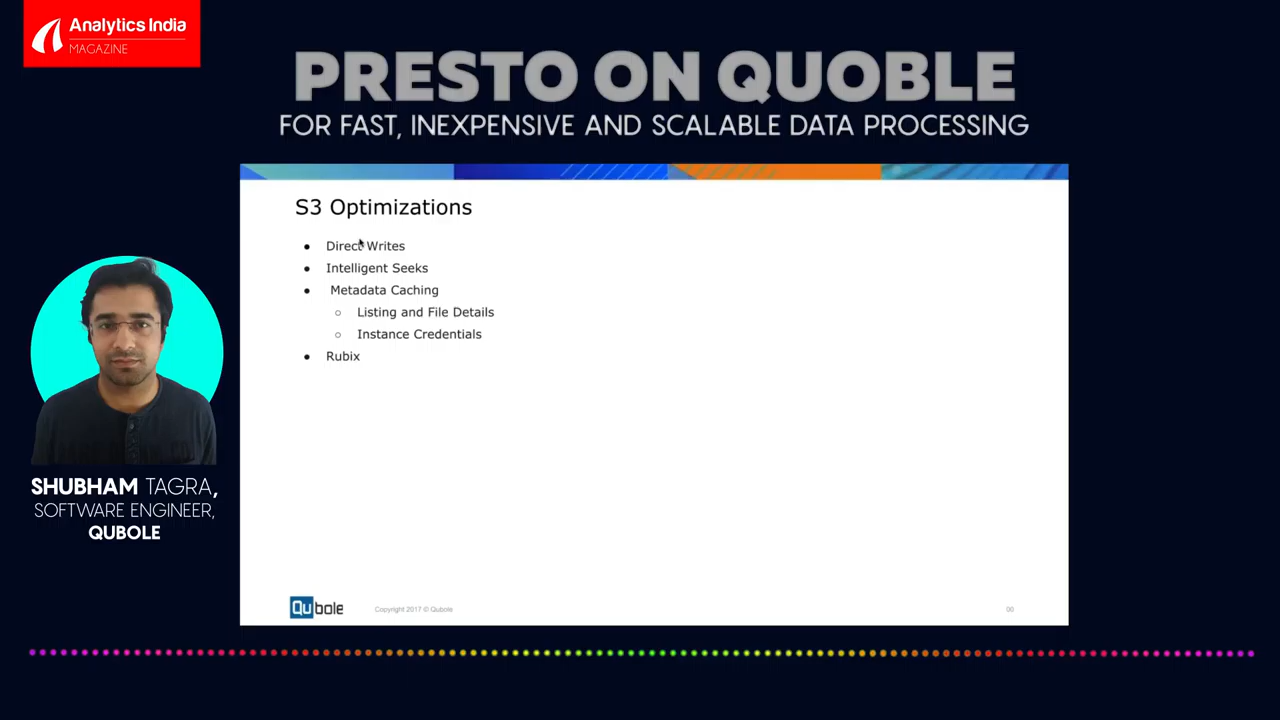 Analytics India
MAGAZINE
PRESTO ON QUOBLE
FOR FAST, INEXPENSIVE AND SCALABLE DATA PROCESSING
S3 Optimizations
● Direct Writes
● Intelligent Seeks
● Metadata Caching
○ Listing and File Details
○ Instance Credentials
● Rubix
SHUBHAM TAGRA,
SOFTWARE ENGINEER,
QUBOLE
Qubole
Copyright 2017 © Qubole
00